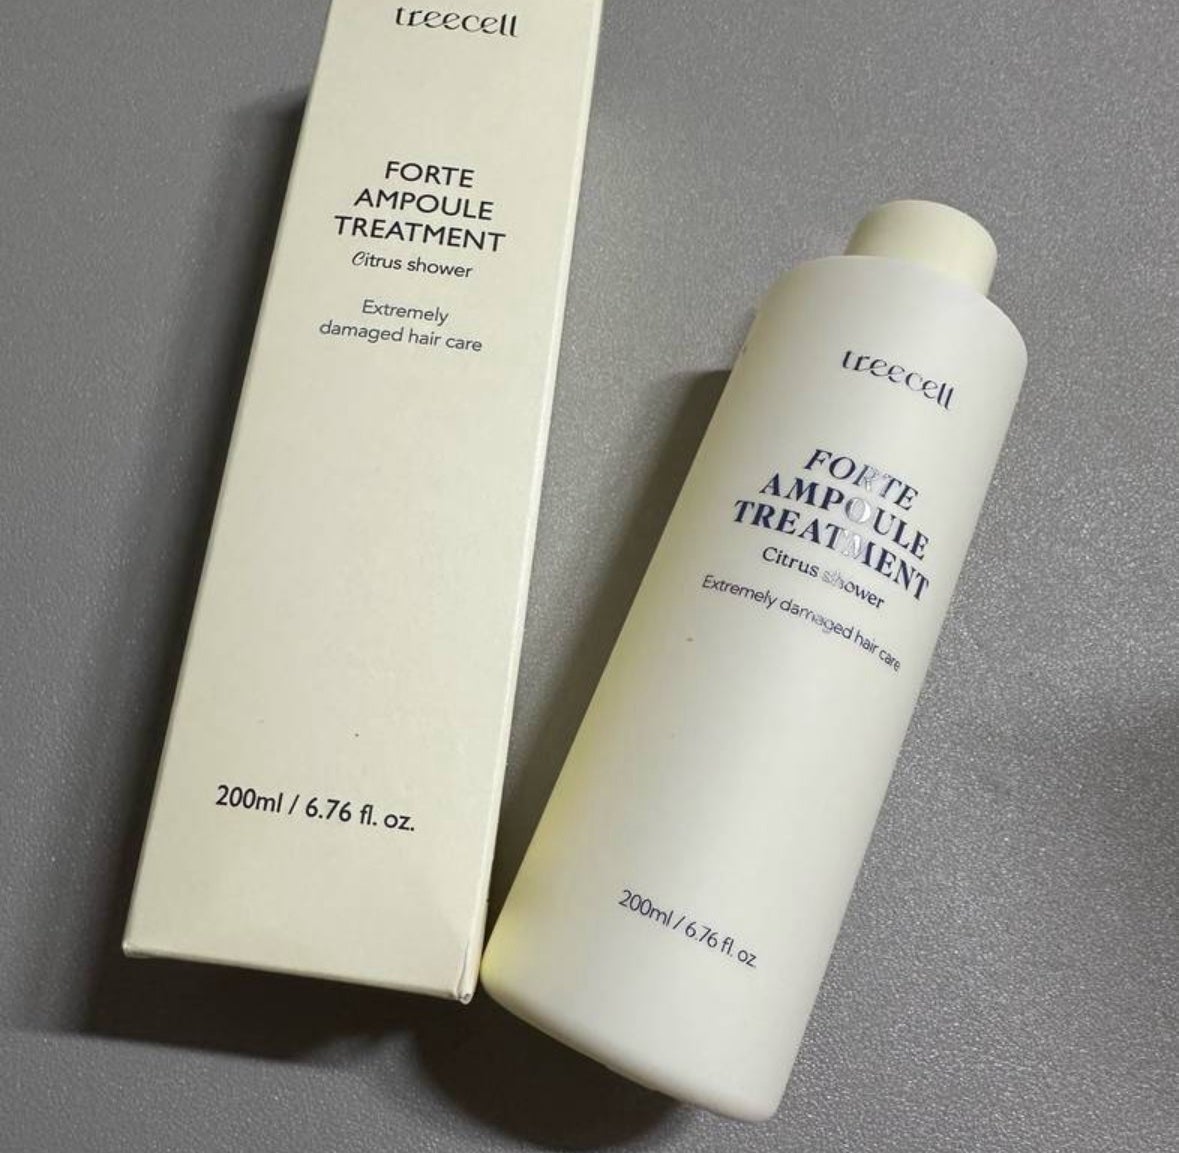 treecell
FORTE
AMPOULE
TREATMENT
Citrus shower
Extremely
damaged hair care
200ml / 6.76 fl. oz.
treecell
FORTE
AMPOULE
TREATMENT
Citrus shower
Extremely damaged hair care
200ml / 6.76 fl. oz